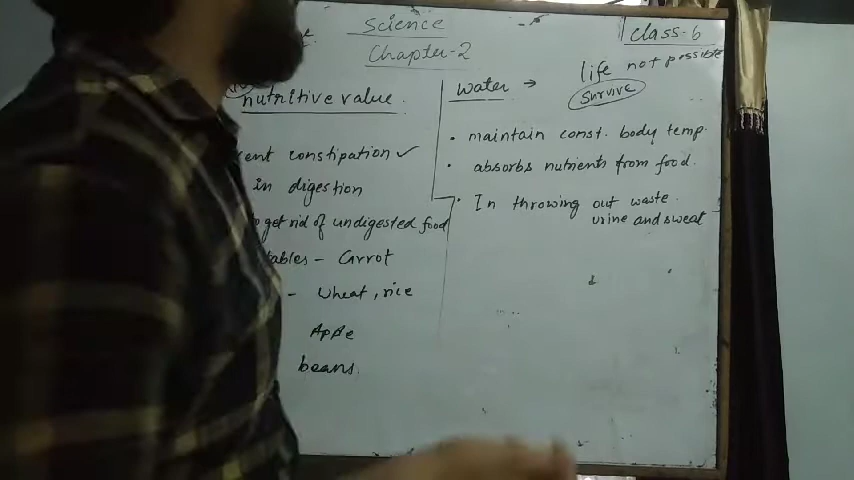 Science
Class-6
Chapter-2
nutritive value.
constipation ✓
in digestion
get rid of undigested food
- Carrot
- Wheat, rice
Apple
beans
Water → life not possible
Survive
• maintain const. body temp.
• absorbs nutrients from food.
• In throwing out waste.
urine and sweat